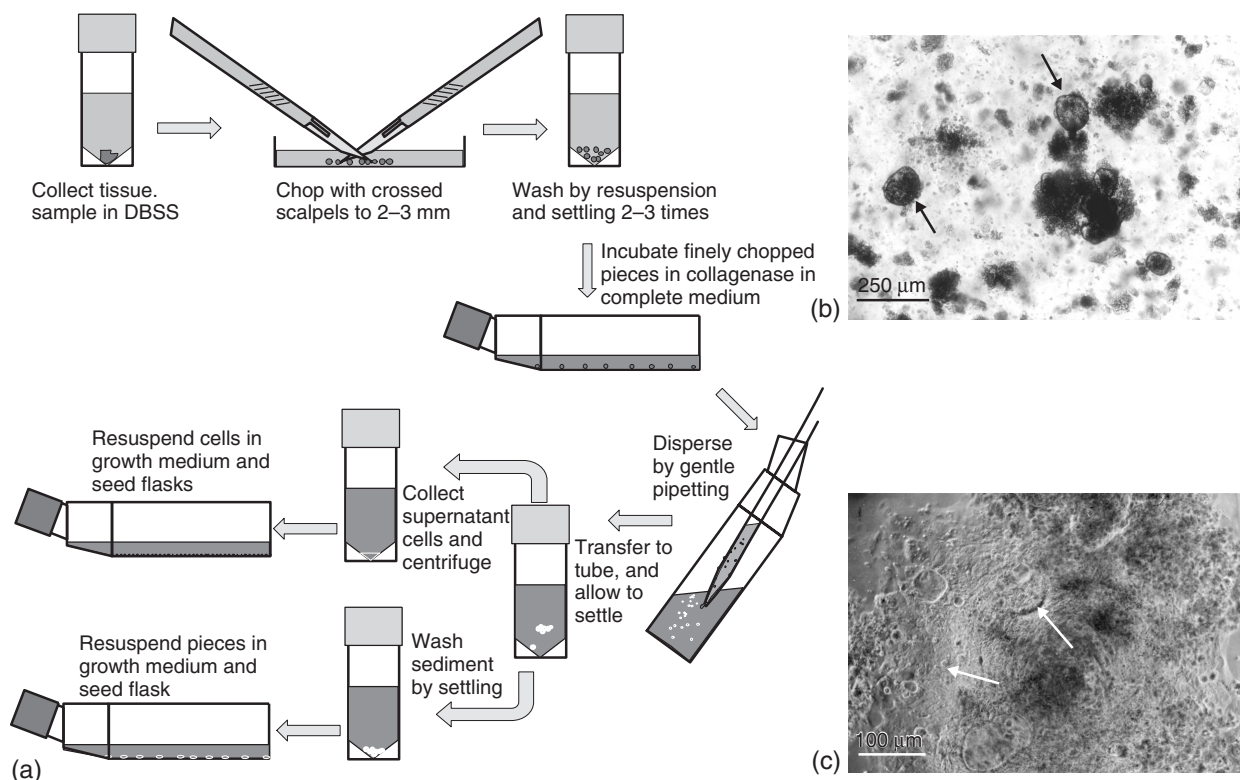 Collect tissue.
sample in DBSS
Chop with crossed
scalpels to 2–3 mm
Wash by resuspension
and settling 2–3 times
Incubate finely chopped
pieces in collagenase in
complete medium
Disperse
by gentle
pipetting
Transfer to
tube, and
allow to
settle
Collect
supernatant
cells and
centrifuge
Resuspend cells in
growth medium and
seed flasks
Wash
sediment
by settling
Resuspend pieces in
growth medium and
seed flask
(a)
250 μm
(b)
100 μm
(c)